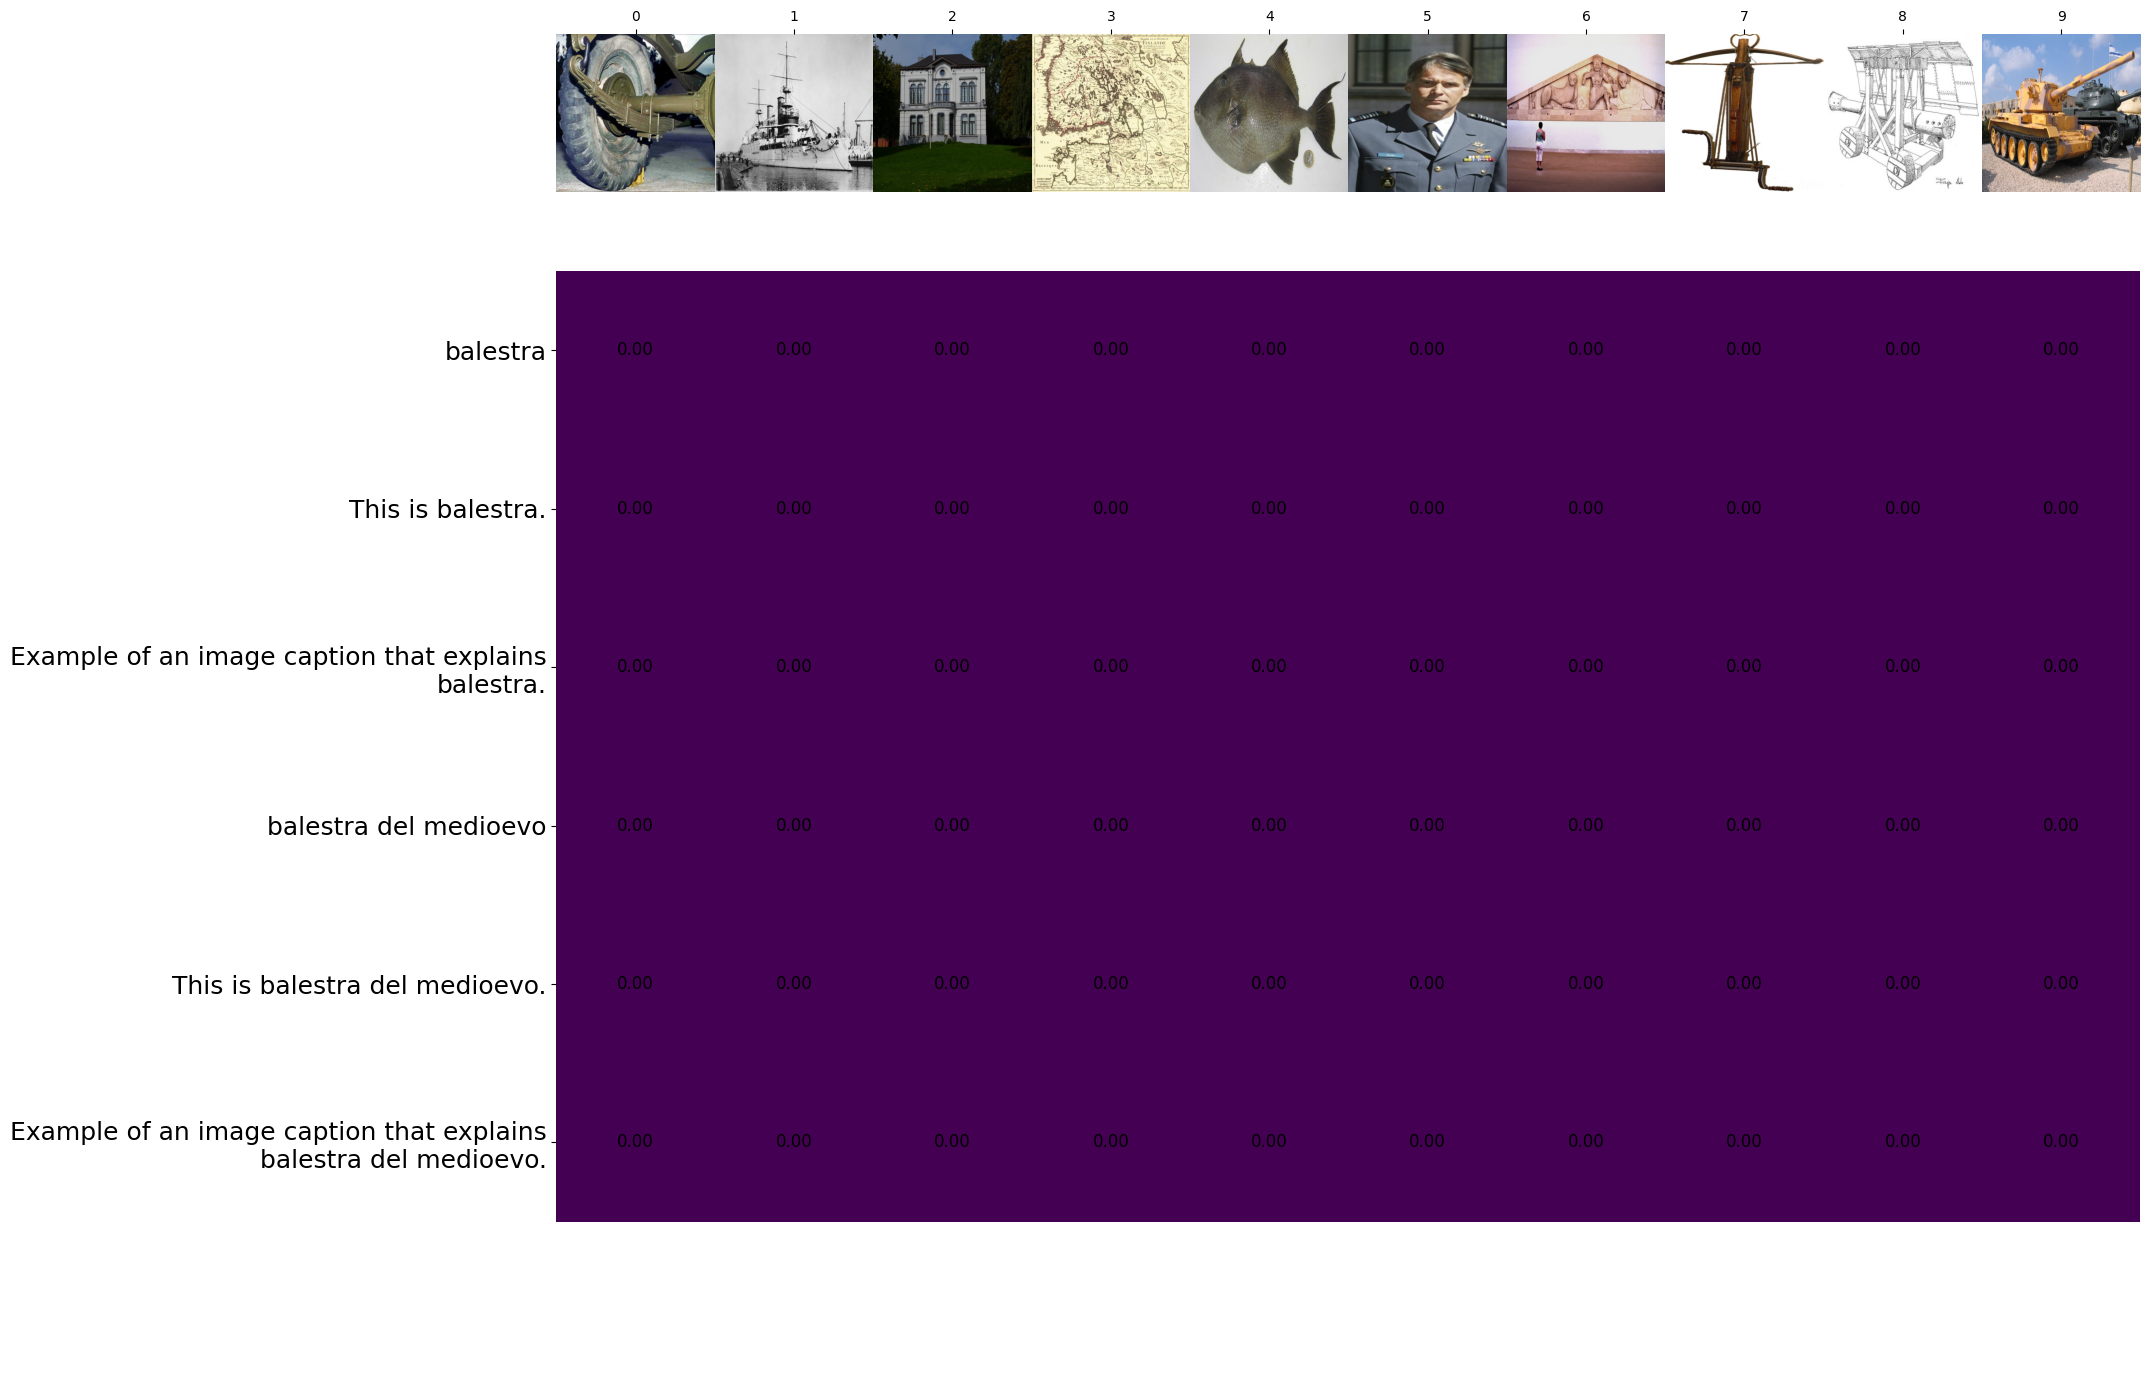 0 1 2 3 4 5 6 7 8 9
balestra 0.00 0.00 0.00 0.00 0.00 0.00 0.00 0.00 0.00 0.00
This is balestra. 0.00 0.00 0.00 0.00 0.00 0.00 0.00 0.00 0.00 0.00
Example of an image caption that explains
balestra. 0.00 0.00 0.00 0.00 0.00 0.00 0.00 0.00 0.00 0.00
balestra del medioevo 0.00 0.00 0.00 0.00 0.00 0.00 0.00 0.00 0.00 0.00
This is balestra del medioevo. 0.00 0.00 0.00 0.00 0.00 0.00 0.00 0.00 0.00 0.00
Example of an image caption that explains
balestra del medioevo. 0.00 0.00 0.00 0.00 0.00 0.00 0.00 0.00 0.00 0.00